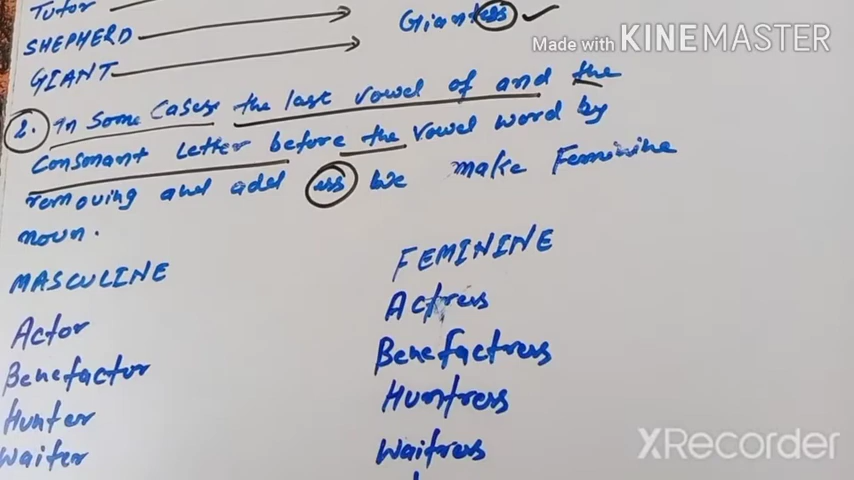 Tutor
SHEPHERD
GIANT
Giantess
Made with KINEMASTER
2. In some cases the last vowel of and the
consonant letter before the vowel word by
removing and add ess we make Feminine
noun.
MASCULINE FEMININE
Actor Actress
Benefactor Benefactress
Hunter Huntress
Waiter Waitress
XRecorder